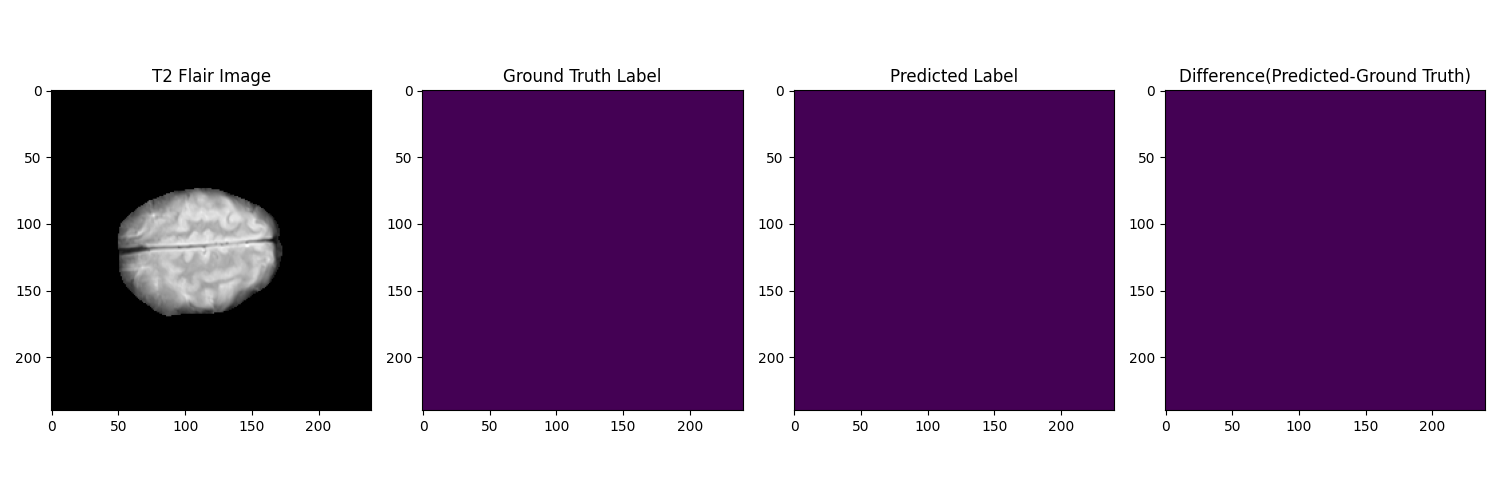 T2 Flair Image Ground Truth Label Predicted Label Difference(Predicted-Ground Truth)
0 0 0 0
50 50 50 50
100 100 100 100
150 150 150 150
200 200 200 200
0 50 100 150 200 0 50 100 150 200 0 50 100 150 200 0 50 100 150 200